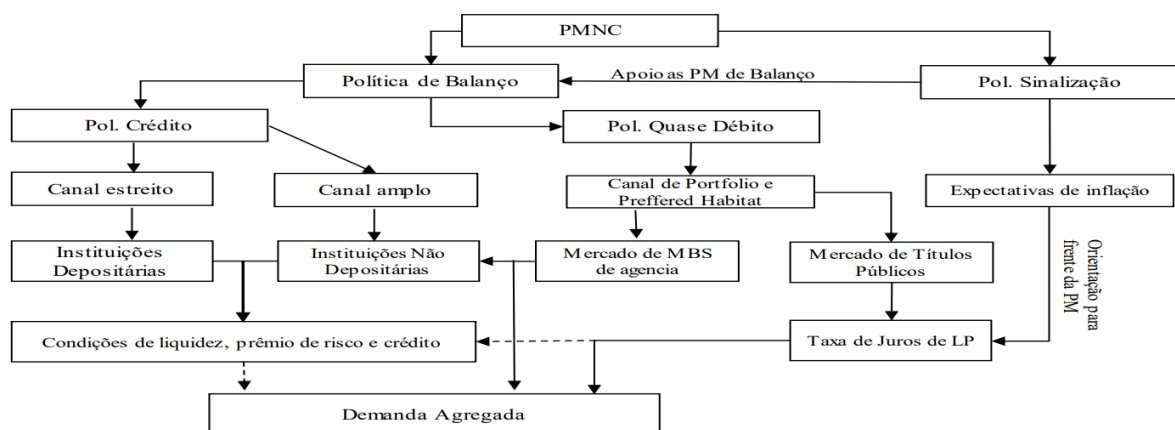 PMNC
Política de Balanço
Apoio as PM de Balanço
Pol. Sinalização
Pol. Crédito
Pol. Quase Débito
Canal estreito
Canal amplo
Canal de Portfolio e
Preffered Habitat
Expectativas de inflação
Instituições
Depositárias
Instituições Não
Depositárias
Mercado de MBS
de agencia
Mercado de Títulos
Públicos
Orientação para
frente da PM
Condições de liquidez, prêmio de risco e crédito
Taxa de Juros de LP
Demanda Agregada